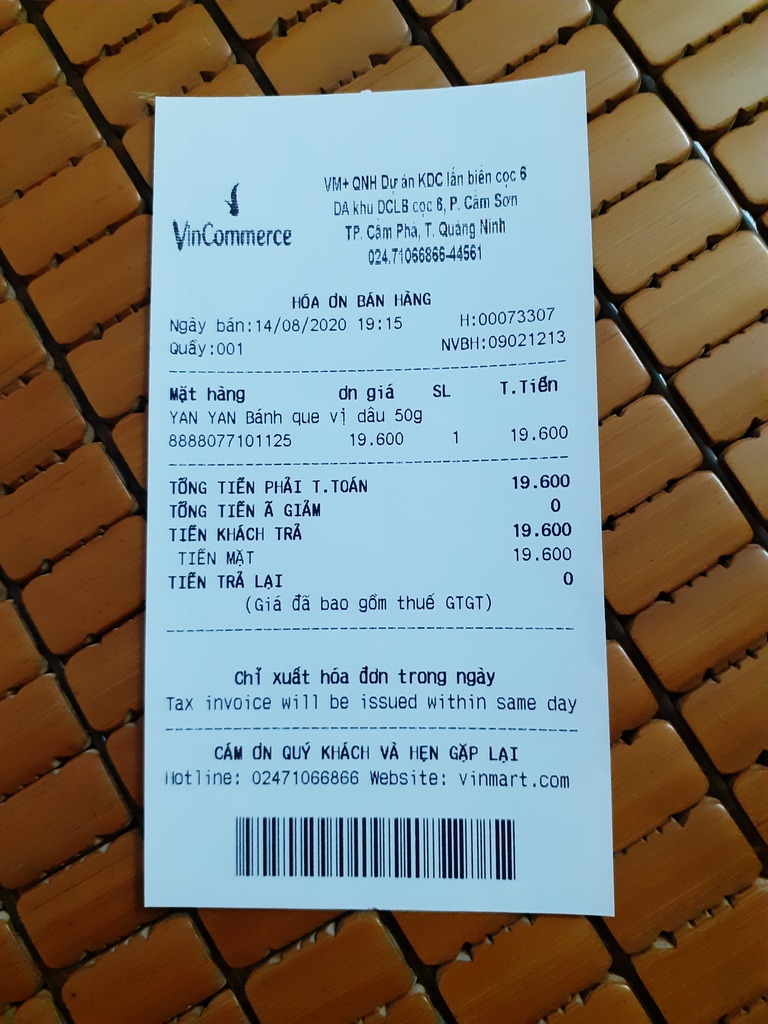 VinCommerce
VM+ QNH Dự án KDC lấn biển cọc 6
DA khu DCLB cọc 6, P. Cẩm Sơn
TP. Cẩm Phả, T. Quảng Ninh
024.71066866-44561
HÓA ƠN BÁN HÀNG
Ngày bán:14/08/2020 19:15 H:00073307
Quầy:001 NVBH:09021213
Mặt hàng ơn giá SL T.Tiền
YAN YAN Bánh que vị dâu 50g
8888077101125 19.600 1 19.600
TỔNG TIỀN PHẢI T.TOÁN 19.600
TỔNG TIỀN Ã GIẢM 0
TIỀN KHÁCH TRẢ 19.600
TIỀN MẶT 19.600
TIỀN TRẢ LẠI 0
(Giá đã bao gồm thuế GTGT)
Chỉ xuất hóa đơn trong ngày
Tax invoice will be issued within same day
CÁM ƠN QUÝ KHÁCH VÀ HẸN GẶP LẠI
Hotline: 02471066866 Website: vinmart.com